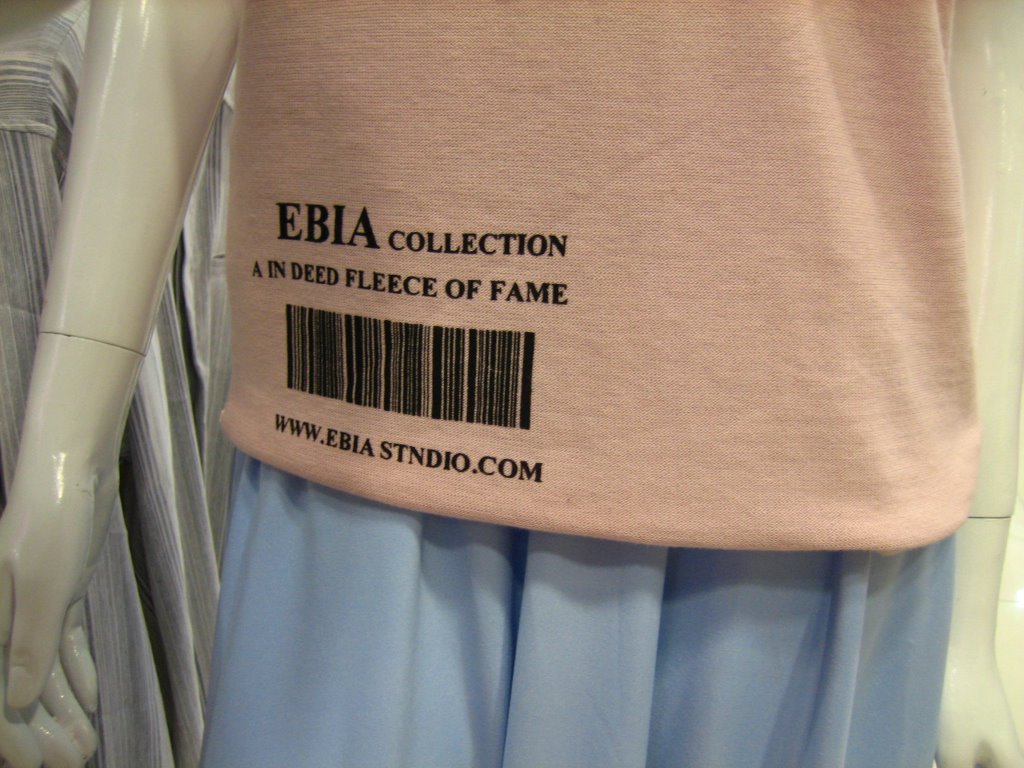 EBIA COLLECTION
A IN DEED FLEECE OF FAME
WWW.EBIA STNDIO.COM